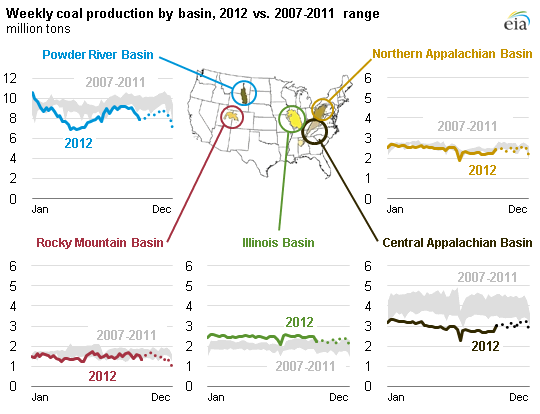 Weekly coal production by basin, 2012 vs. 2007-2011 range
million tons
eia
Powder River Basin
12
10
8
6
4
2
0
2007-2011
2012
Jan
Dec
Northern Appalachian Basin
6
5
4
3
2
1
0
2007-2011
2012
Jan
Dec
Rocky Mountain Basin
6
5
4
3
2
1
0
2007-2011
2012
Jan
Dec
Illinois Basin
6
5
4
3
2
1
0
2012
2007-2011
Jan
Dec
Central Appalachian Basin
6
5
4
3
2
1
0
2007-2011
2012
Jan
Dec